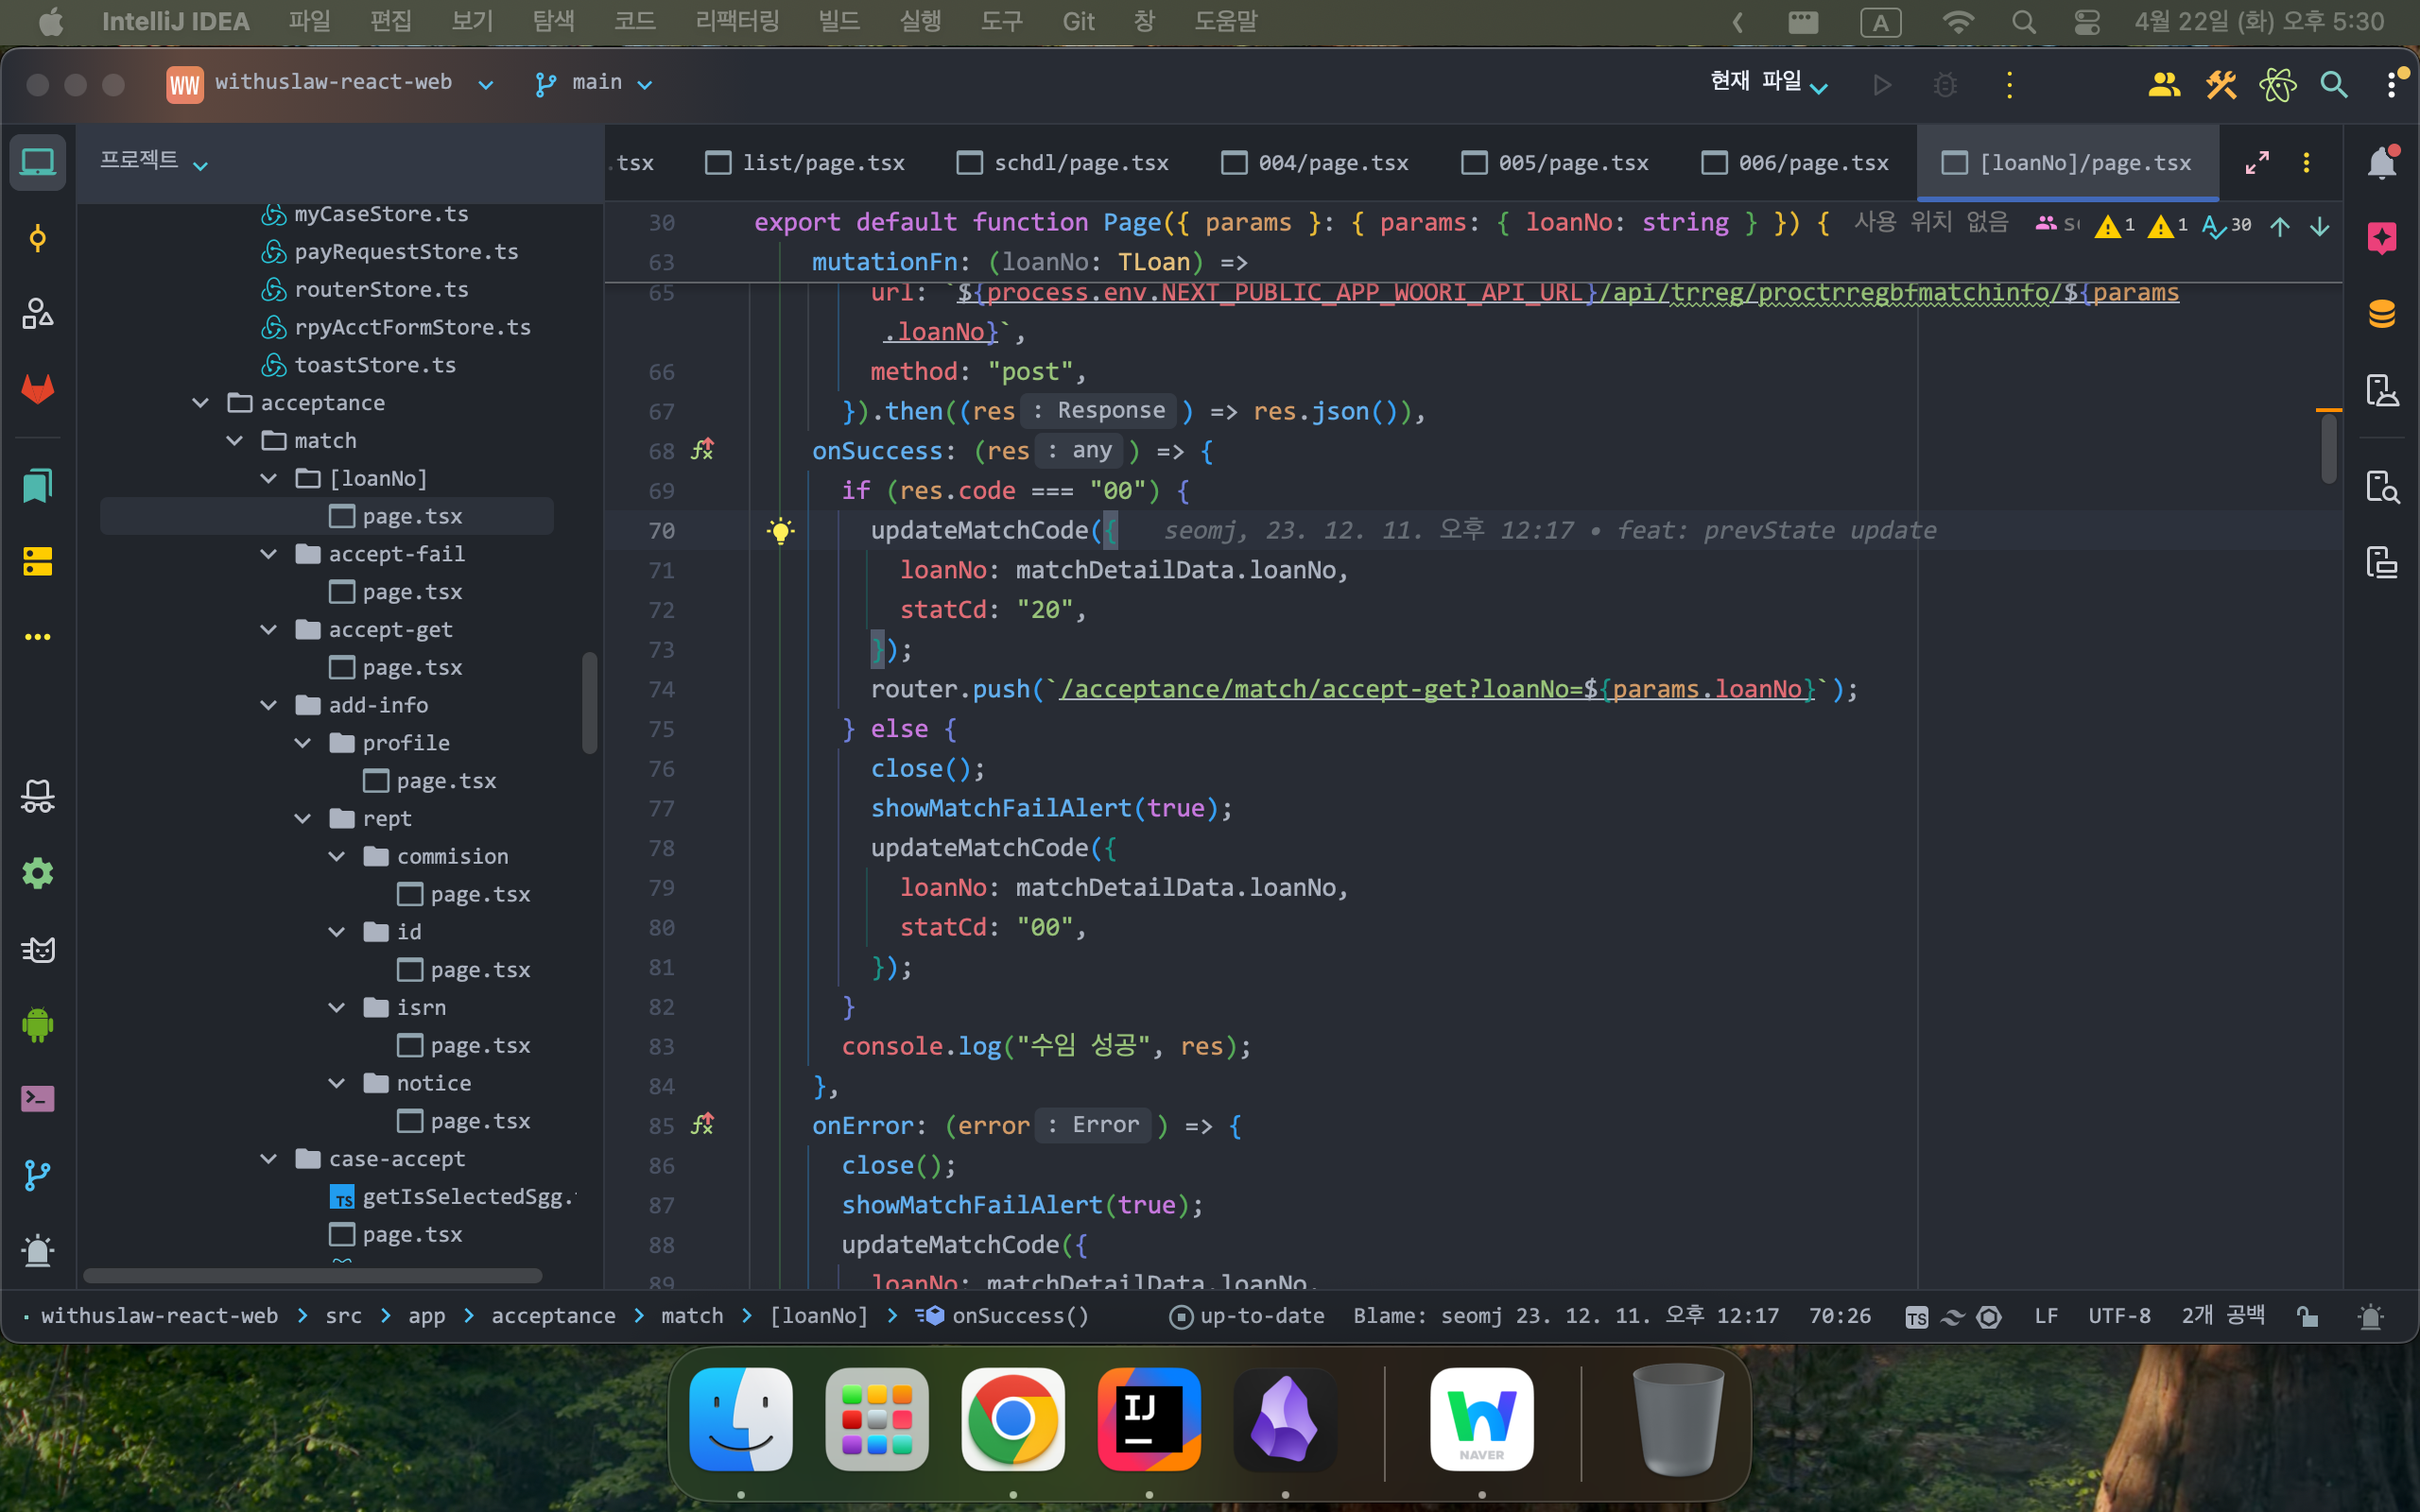 IntelliJ IDEA 파일 편집 보기 탐색 코드 리팩터링 빌드 실행 도구 Git 창 도움말 A 4월 22일 (화) 오후 5:30
WW withuslaw-react-web main 현재 파일
프로젝트
.tsx list/page.tsx schdl/page.tsx 004/page.tsx 005/page.tsx 006/page.tsx [loanNo]/page.tsx
myCaseStore.ts
payRequestStore.ts
routerStore.ts
rpyAcctFormStore.ts
toastStore.ts
acceptance
match
[loanNo]
page.tsx
accept-fail
page.tsx
accept-get
page.tsx
add-info
profile
page.tsx
rept
commision
page.tsx
id
page.tsx
isrn
page.tsx
notice
page.tsx
case-accept
TS getIsSelectedSgg.
page.tsx
30 export default function Page({ params }: { params: { loanNo: string } }) { 사용 위치 없음 1 1 30
63 mutationFn: (loanNo: TLoan) =>
65 url: `${process.env.NEXT_PUBLIC_APP_WOORI_API_URL}/api/trreg/proctrregbfmatchinfo/${params
.loanNo}`,
66 method: "post",
67 }).then((res : Response ) => res.json()),
68 onSuccess: (res : any ) => {
69 if (res.code === "00") {
70 updateMatchCode({ seomj, 23. 12. 11. 오후 12:17 • feat: prevState update
71 loanNo: matchDetailData.loanNo,
72 statCd: "20",
73 });
74 router.push(`/acceptance/match/accept-get?loanNo=${params.loanNo}`);
75 } else {
76 close();
77 showMatchFailAlert(true);
78 updateMatchCode({
79 loanNo: matchDetailData.loanNo,
80 statCd: "00",
81 });
82 }
83 console.log("수임 성공", res);
84 },
85 onError: (error : Error ) => {
86 close();
87 showMatchFailAlert(true);
88 updateMatchCode({
89 loanNo: matchDetailData.loanNo,
withuslaw-react-web src app acceptance match [loanNo] onSuccess() up-to-date Blame: seomj 23. 12. 11. 오후 12:17 70:26 TS LF UTF-8 2개 공백
IJ
NAVER